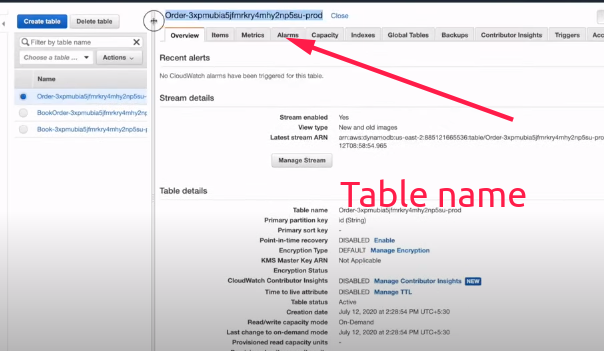 Create table
Delete table
Filter by table name
Choose a table ...
Actions
Name
Order-3xpmubia5jfmrkry4mhy2np5su-p
BookOrder-3xpmubia5jfmrkry4mhy2np5
Book-3xpmubia5jfmrkry4mhy2np5su-p
Order-3xpmubia5jfmrkry4mhy2np5su-prod Close
Overview Items Metrics Alarms Capacity Indexes Global Tables Backups Contributor Insights Triggers
Recent alerts
No CloudWatch alarms have been triggered for this table.
Stream details
Stream enabled Yes
View type New and old images
Latest stream ARN arn:aws:dynamodb:us-east-2:885121665536:table/Order-3xpmubia5jfmrkry4mhy2np5su-pro
12T08:58:54.965
Manage Stream
Table name
Table details
Table name Order-3xpmubia5jfmrkry4mhy2np5su-prod
Primary partition key id (String)
Primary sort key -
Point-in-time recovery DISABLED Enable
Encryption Type DEFAULT Manage Encryption
KMS Master Key ARN Not Applicable
Encryption Status
CloudWatch Contributor Insights DISABLED Manage Contributor Insights NEW
Time to live attribute DISABLED Manage TTL
Table status Active
Creation date July 12, 2020 at 2:28:54 PM UTC+5:30
Read/write capacity mode On-Demand
Last change to on-demand mode July 12, 2020 at 2:28:54 PM UTC+5:30
Provisioned read capacity units -